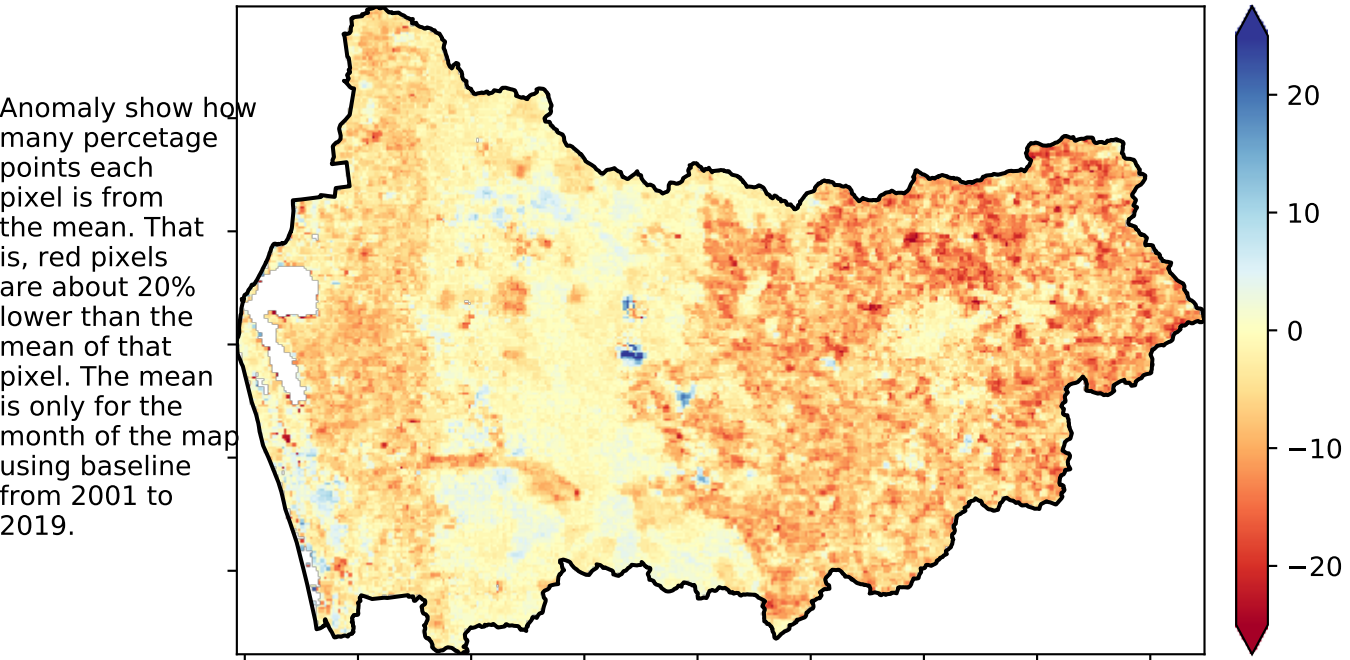 Anomaly show how
many percetage
points each
pixel is from
the mean. That
is, red pixels
are about 20%
lower than the
mean of that
pixel. The mean
is only for the
month of the map
using baseline
from 2001 to
2019.
20
10
0
−10
−20